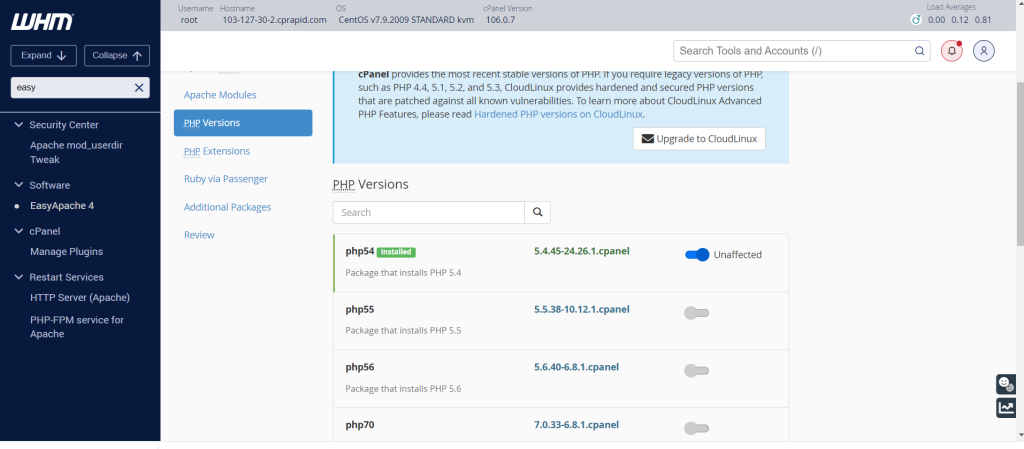 WHM
Username root
Hostname 103-127-30-2.cprapid.com
OS CentOS v7.9.2009 STANDARD kvm
cPanel Version 106.0.7
Load Averages 0.00 0.12 0.81
Expand
Collapse
Search Tools and Accounts (/)
easy
Security Center
Apache mod_userdir
Tweak
Software
EasyApache 4
cPanel
Manage Plugins
Restart Services
HTTP Server (Apache)
PHP-FPM service for
Apache
Apache Modules
PHP Versions
PHP Extensions
Ruby via Passenger
Additional Packages
Review
cPanel provides the most recent stable versions of PHP. If you require legacy versions of PHP,
such as PHP 4.4, 5.1, 5.2, and 5.3, CloudLinux provides hardened and secured PHP versions
that are patched against all known vulnerabilities. To learn more about CloudLinux Advanced
PHP Features, please read Hardened PHP versions on CloudLinux.
Upgrade to CloudLinux
PHP Versions
Search
php54 Installed 5.4.45-24.26.1.cpanel Unaffected
Package that installs PHP 5.4
php55 5.5.38-10.12.1.cpanel
Package that installs PHP 5.5
php56 5.6.40-6.8.1.cpanel
Package that installs PHP 5.6
php70 7.0.33-6.8.1.cpanel